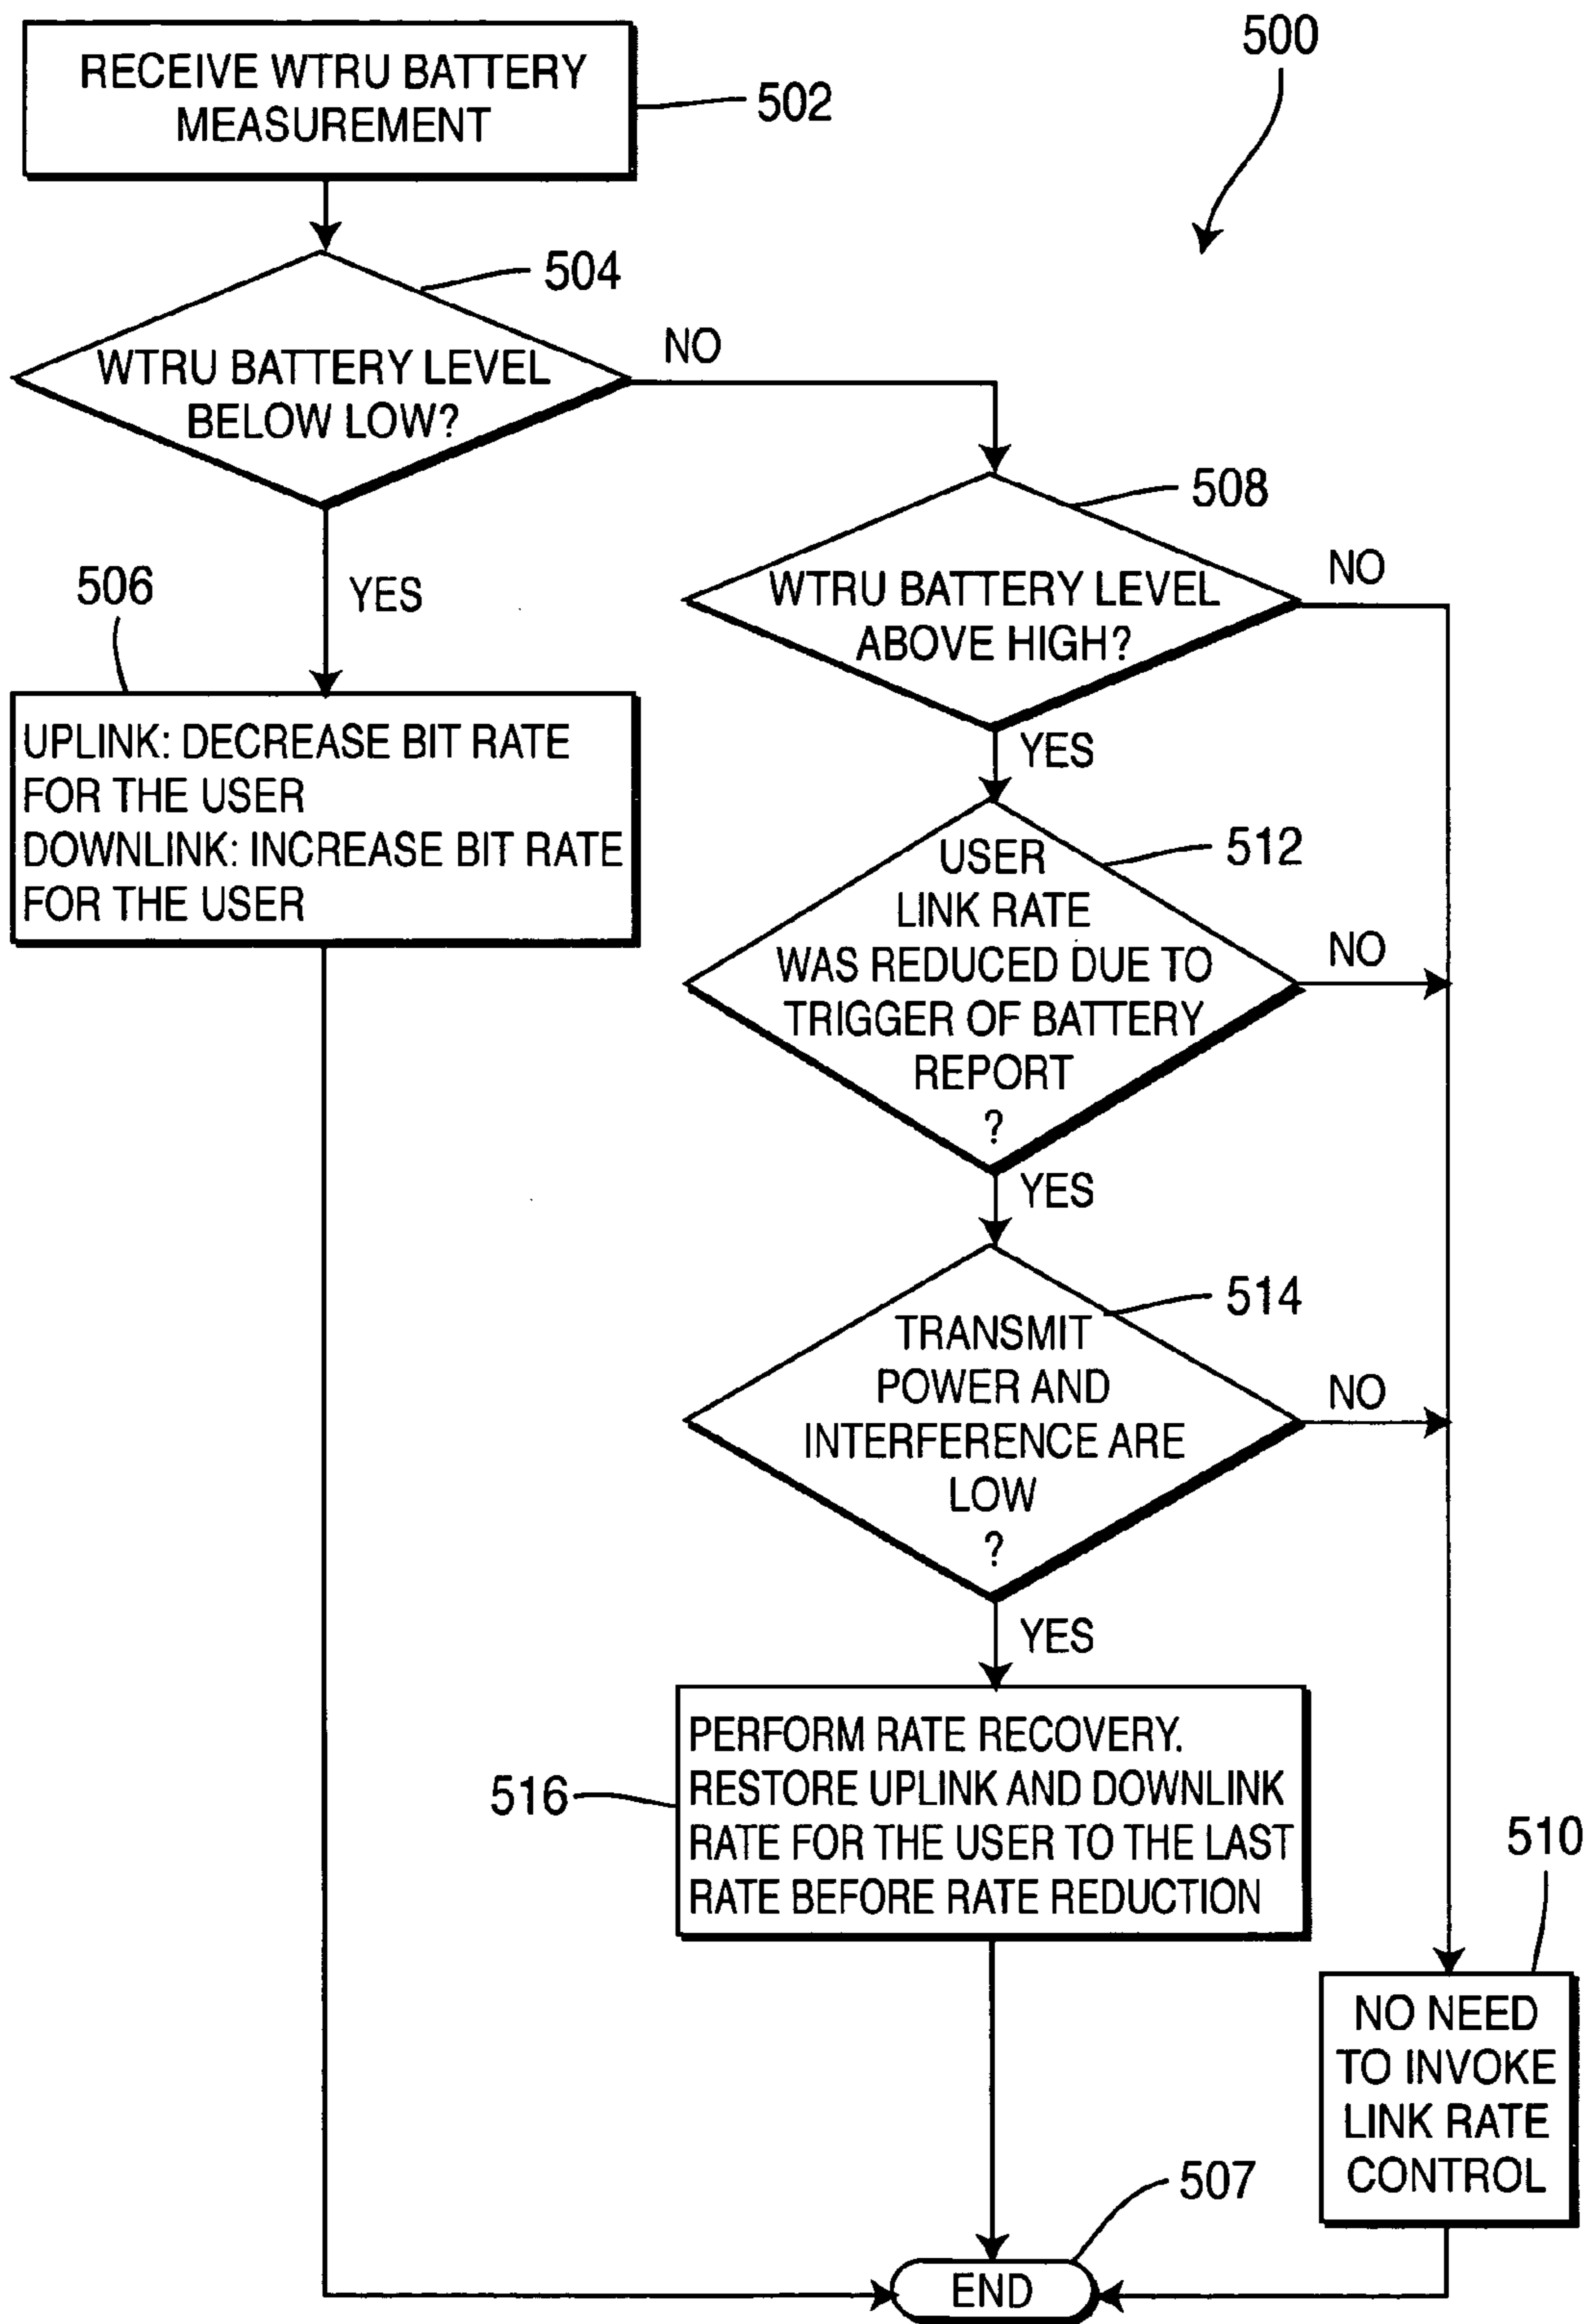 500
RECEIVE WTRU BATTERY
MEASUREMENT
502
504
WTRU BATTERY LEVEL
BELOW LOW?
NO
YES
506
UPLINK: DECREASE BIT RATE
FOR THE USER
DOWNLINK: INCREASE BIT RATE
FOR THE USER
508
WTRU BATTERY LEVEL
ABOVE HIGH?
NO
YES
512
USER
LINK RATE
WAS REDUCED DUE TO
TRIGGER OF BATTERY
REPORT
?
NO
YES
514
TRANSMIT
POWER AND
INTERFERENCE ARE
LOW
?
NO
YES
516
PERFORM RATE RECOVERY.
RESTORE UPLINK AND DOWNLINK
RATE FOR THE USER TO THE LAST
RATE BEFORE RATE REDUCTION
510
NO NEED
TO INVOKE
LINK RATE
CONTROL
507
END